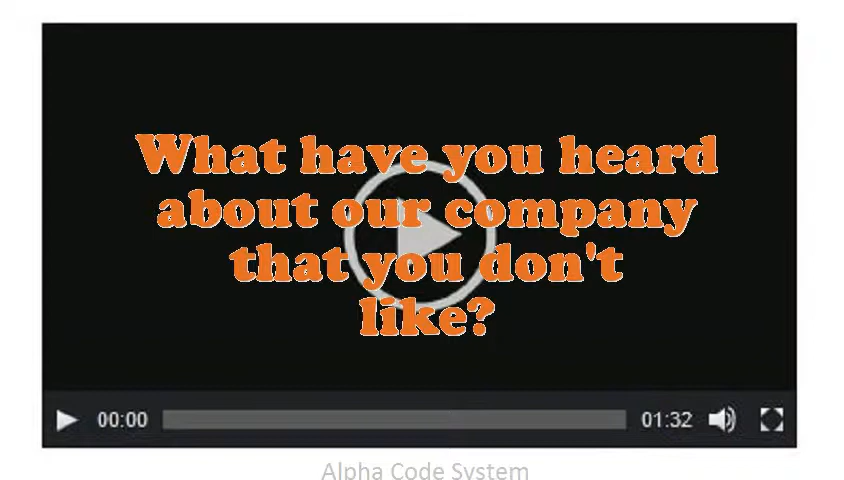 What have you heard
about our company
that you don't
like?
00:00
01:32
Alpha Code System